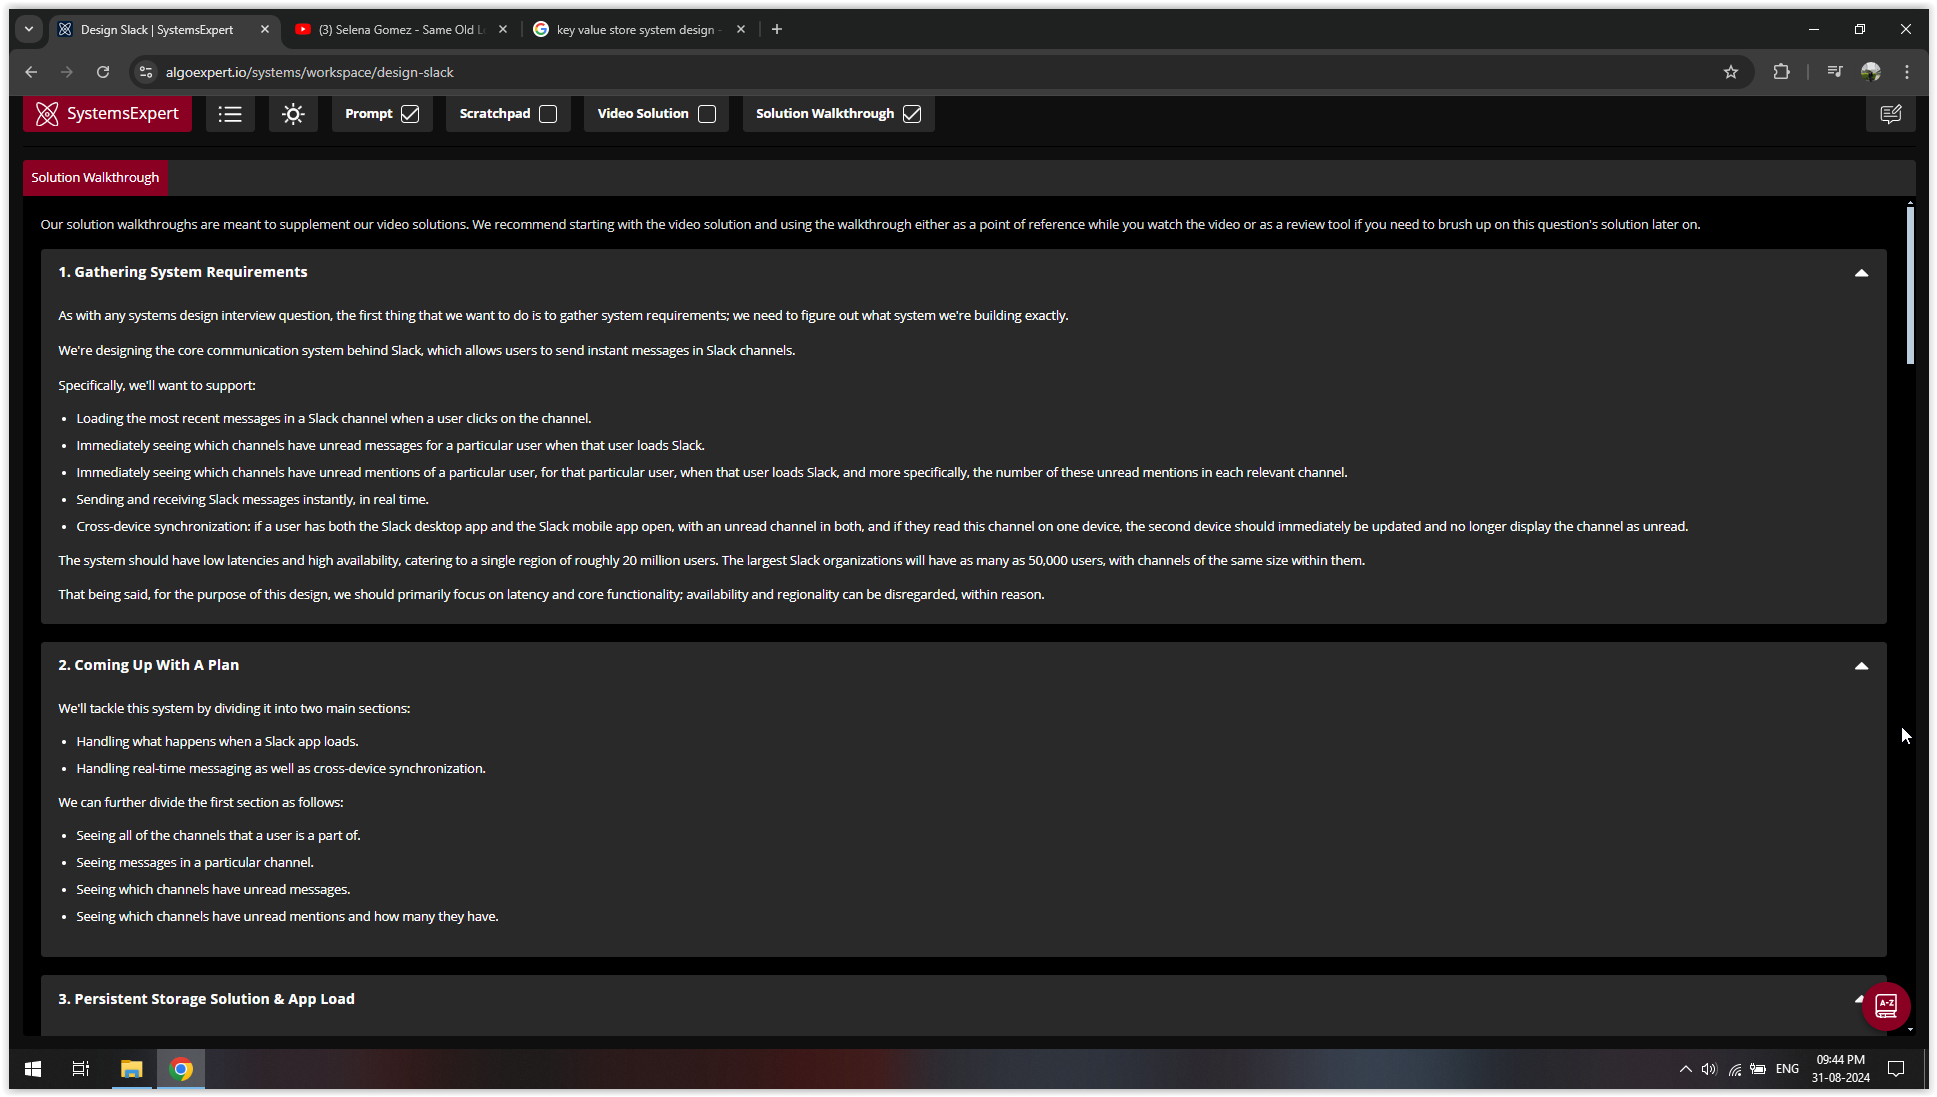 Design Slack | SystemsExpert
(3) Selena Gomez - Same Old L
key value store system design -
algoexpert.io/systems/workspace/design-slack
SystemsExpert
Prompt
Scratchpad
Video Solution
Solution Walkthrough
Solution Walkthrough
Our solution walkthroughs are meant to supplement our video solutions. We recommend starting with the video solution and using the walkthrough either as a point of reference while you watch the video or as a review tool if you need to brush up on this question's solution later on.
1. Gathering System Requirements
As with any systems design interview question, the first thing that we want to do is to gather system requirements; we need to figure out what system we're building exactly.
We're designing the core communication system behind Slack, which allows users to send instant messages in Slack channels.
Specifically, we'll want to support:
• Loading the most recent messages in a Slack channel when a user clicks on the channel.
• Immediately seeing which channels have unread messages for a particular user when that user loads Slack.
• Immediately seeing which channels have unread mentions of a particular user, for that particular user, when that user loads Slack, and more specifically, the number of these unread mentions in each relevant channel.
• Sending and receiving Slack messages instantly, in real time.
• Cross-device synchronization: if a user has both the Slack desktop app and the Slack mobile app open, with an unread channel in both, and if they read this channel on one device, the second device should immediately be updated and no longer display the channel as unread.
The system should have low latencies and high availability, catering to a single region of roughly 20 million users. The largest Slack organizations will have as many as 50,000 users, with channels of the same size within them.
That being said, for the purpose of this design, we should primarily focus on latency and core functionality; availability and regionality can be disregarded, within reason.
2. Coming Up With A Plan
We'll tackle this system by dividing it into two main sections:
• Handling what happens when a Slack app loads.
• Handling real-time messaging as well as cross-device synchronization.
We can further divide the first section as follows:
• Seeing all of the channels that a user is a part of.
• Seeing messages in a particular channel.
• Seeing which channels have unread messages.
• Seeing which channels have unread mentions and how many they have.
3. Persistent Storage Solution & App Load
A-Z
ENG
09:44 PM
31-08-2024